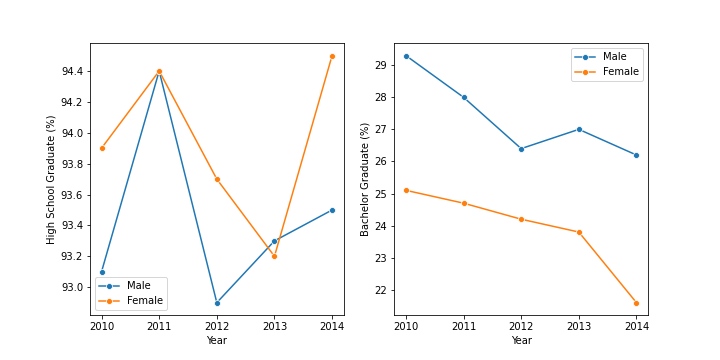 High School Graduate (%)
94.4
94.2
94.0
93.8
93.6
93.4
93.2
93.0
Male
Female
2010 2011 2012 2013 2014
Year
Bachelor Graduate (%)
29
28
27
26
25
24
23
22
Male
Female
2010 2011 2012 2013 2014
Year